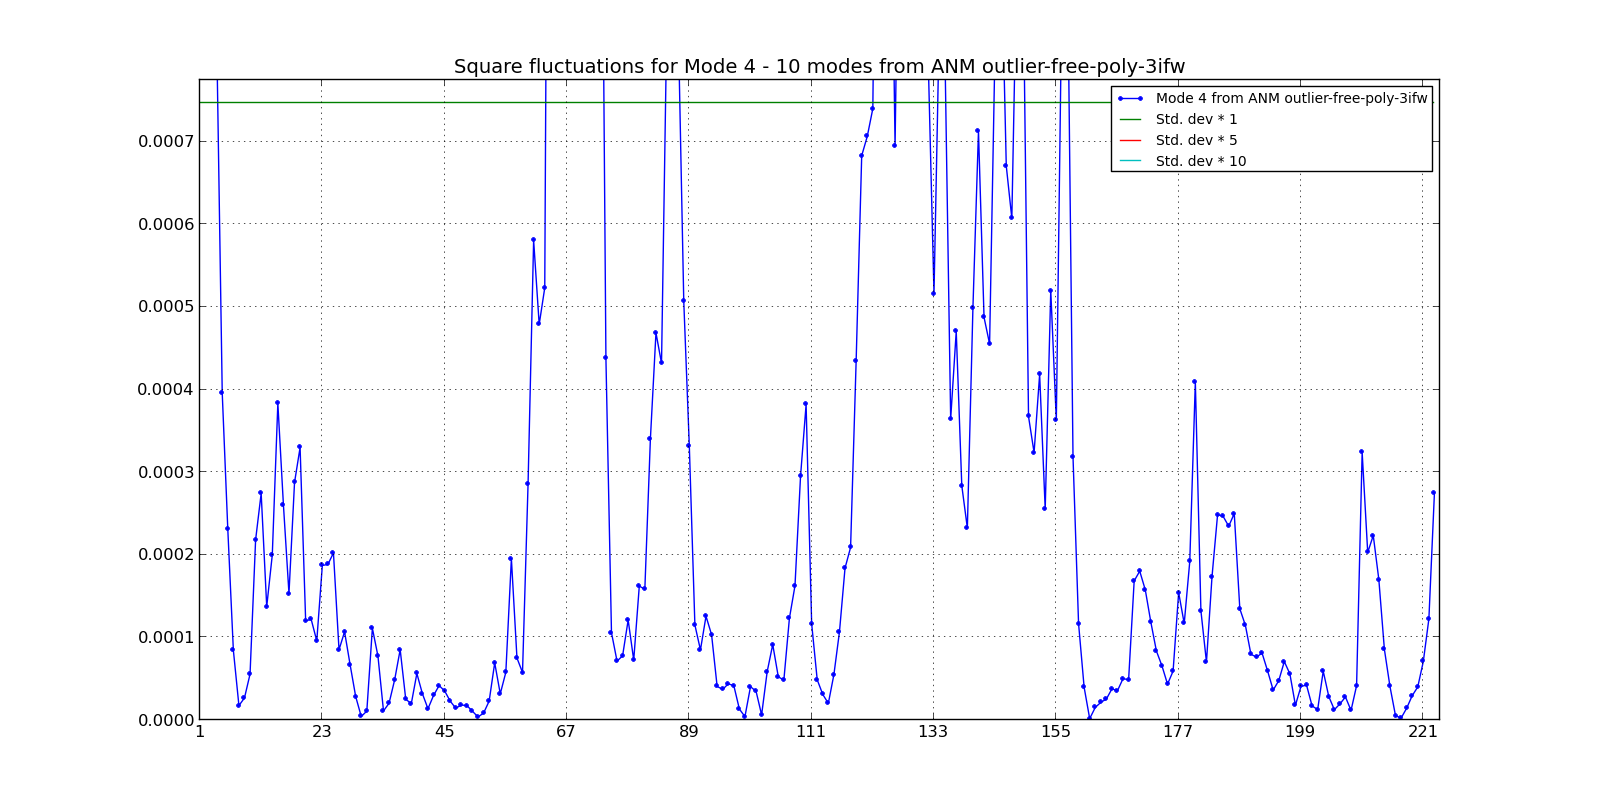 Square fluctuations for Mode 4 - 10 modes from ANM outlier-free-poly-3ifw
Mode 4 from ANM outlier-free-poly-3ifw
Std. dev * 1
Std. dev * 5
Std. dev * 10
0.0007
0.0006
0.0005
0.0004
0.0003
0.0002
0.0001
0.0000
1 23 45 67 89 111 133 155 177 199 221